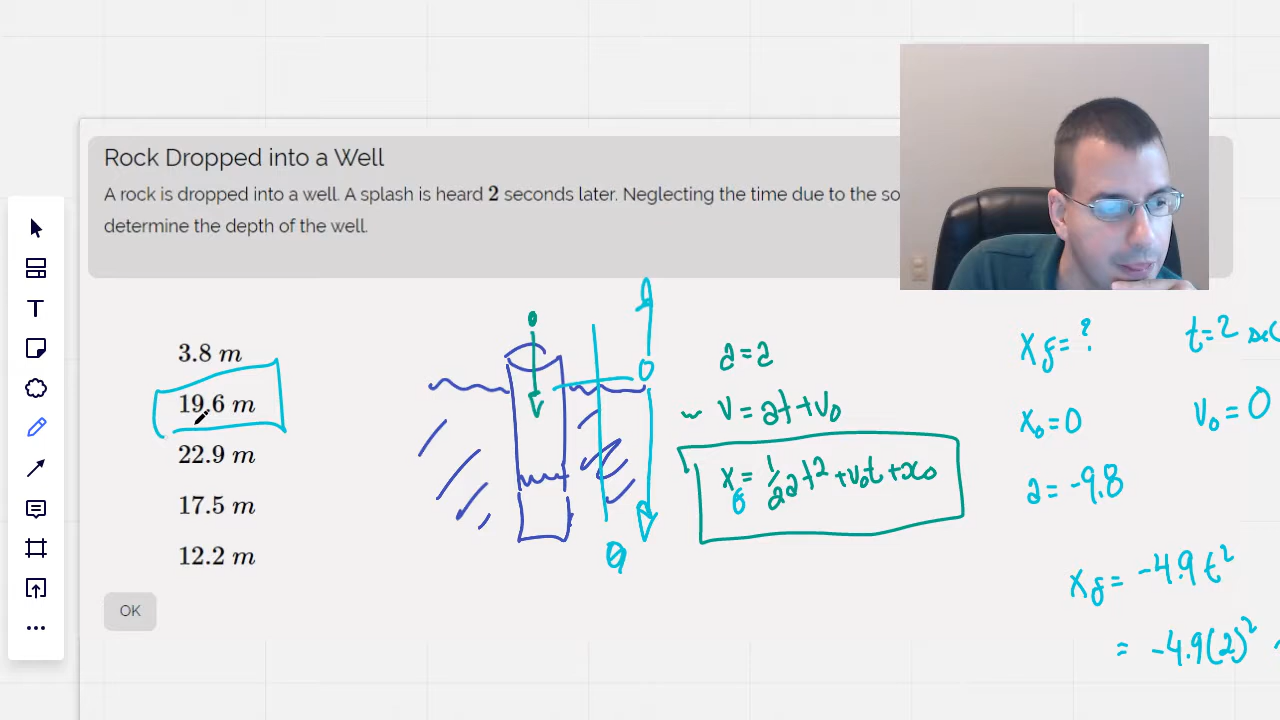 Rock Dropped into a Well
A rock is dropped into a well. A splash is heard 2 seconds later. Neglecting the time due to the so
determine the depth of the well.
3.8 m
19.6 m
22.9 m
17.5 m
12.2 m
OK
T
0
a = a
v = at + v₀
x = ½at² + v₀t + x₀
xf = ?
t = 2 sec
x₀ = 0
v₀ = 0
a = -9.8
xf = -4.9t²
= -4.9(2)²